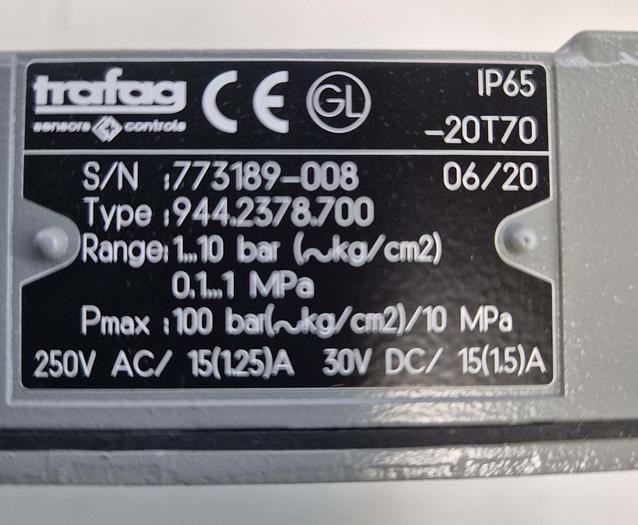 trafag CE GL IP65
sensors controls -20T70
S/N :773189-008 06/20
Type :944.2378.700
Range: 1...10 bar (~kg/cm2)
0.1...1 MPa
Pmax : 100 bar(~kg/cm2)/10 MPa
250V AC/ 15(1.25)A 30V DC/ 15(1.5)A